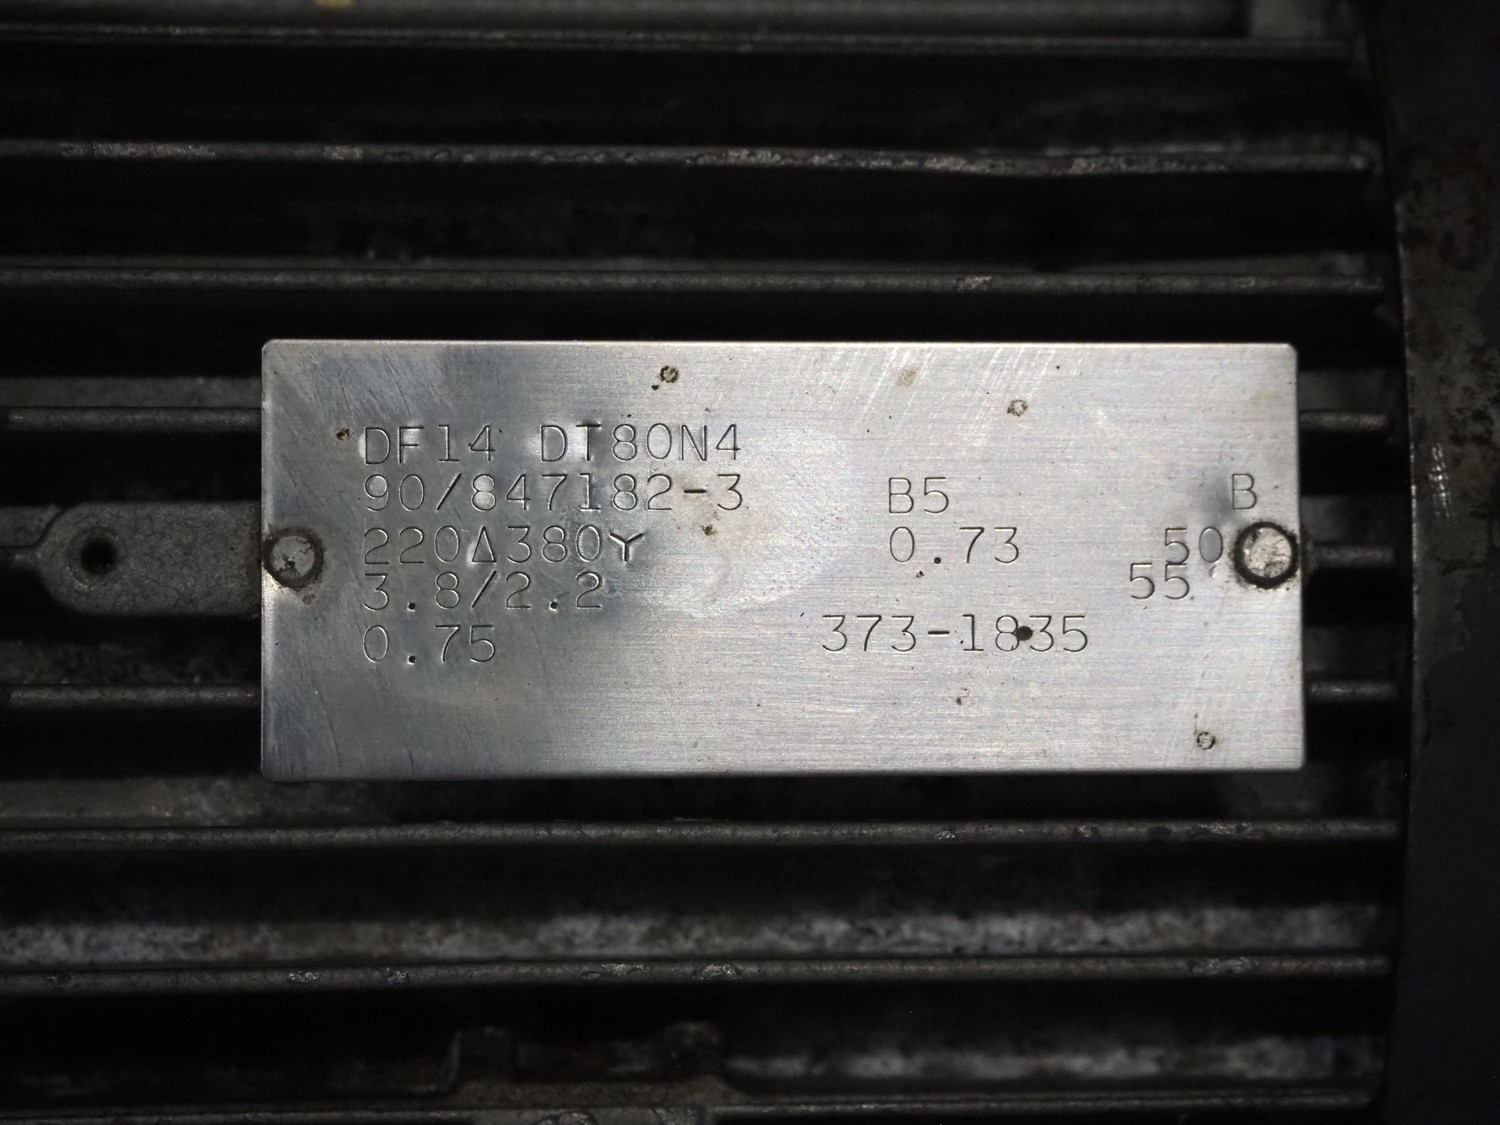 DF14 DT80N4
90/847182-3 B5 B
220Δ380Y 0.73 50
3.8/2.2 55
0.75 373-1835